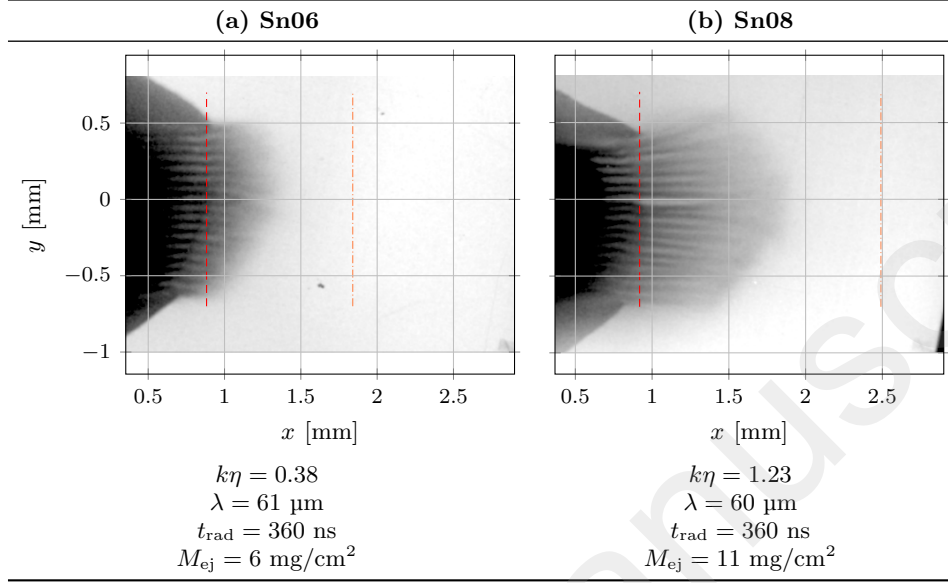 (a) Sn06 (b) Sn08
0.5
0
−0.5
−1
y [mm]
0.5 1 1.5 2 2.5 0.5 1 1.5 2 2.5
x [mm] x [mm]
kη = 0.38 kη = 1.23
λ = 61 µm λ = 60 µm
t_rad = 360 ns t_rad = 360 ns
M_ej = 6 mg/cm² M_ej = 11 mg/cm²
anusc